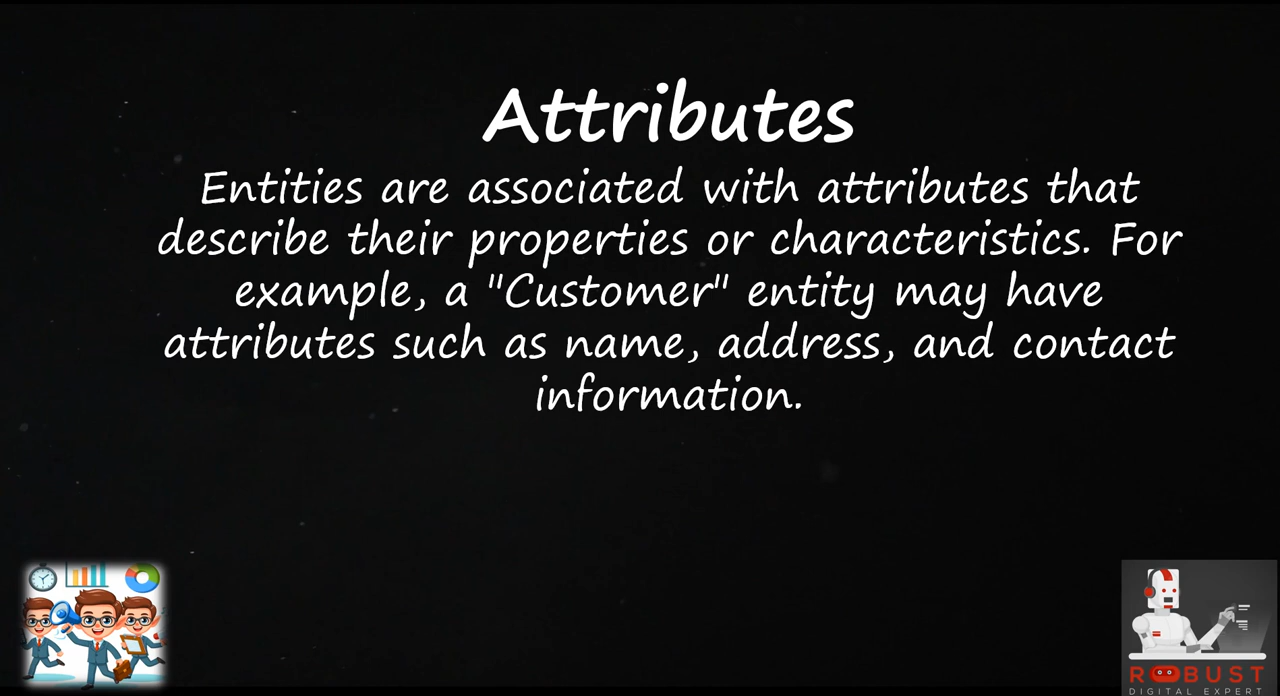 Attributes
Entities are associated with attributes that
describe their properties or characteristics. For
example, a "Customer" entity may have
attributes such as name, address, and contact
information.
ROBUST
DIGITAL EXPERT